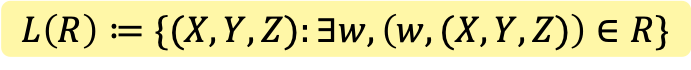 L(R) ≔ {(X, Y, Z): ∃w, (w, (X, Y, Z)) ∈ R}